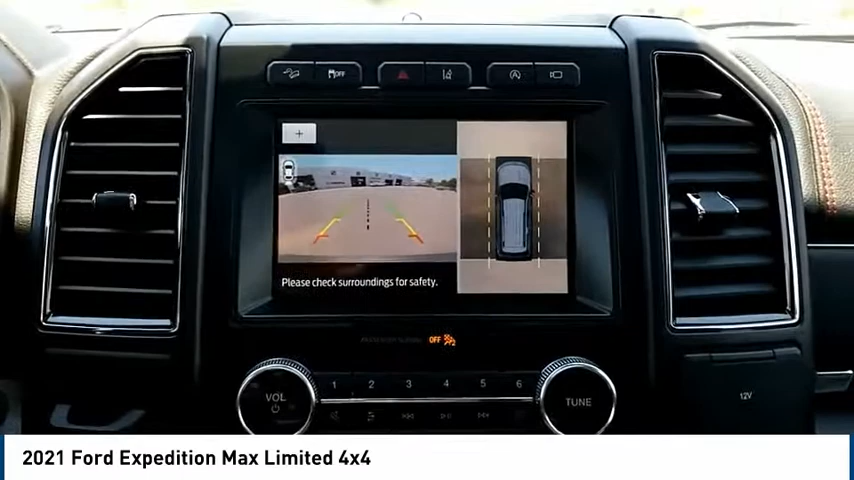 OFF
Please check surroundings for safety.
OFF
VOL
1 2 3 4 5 6
TUNE
12V
2021 Ford Expedition Max Limited 4x4